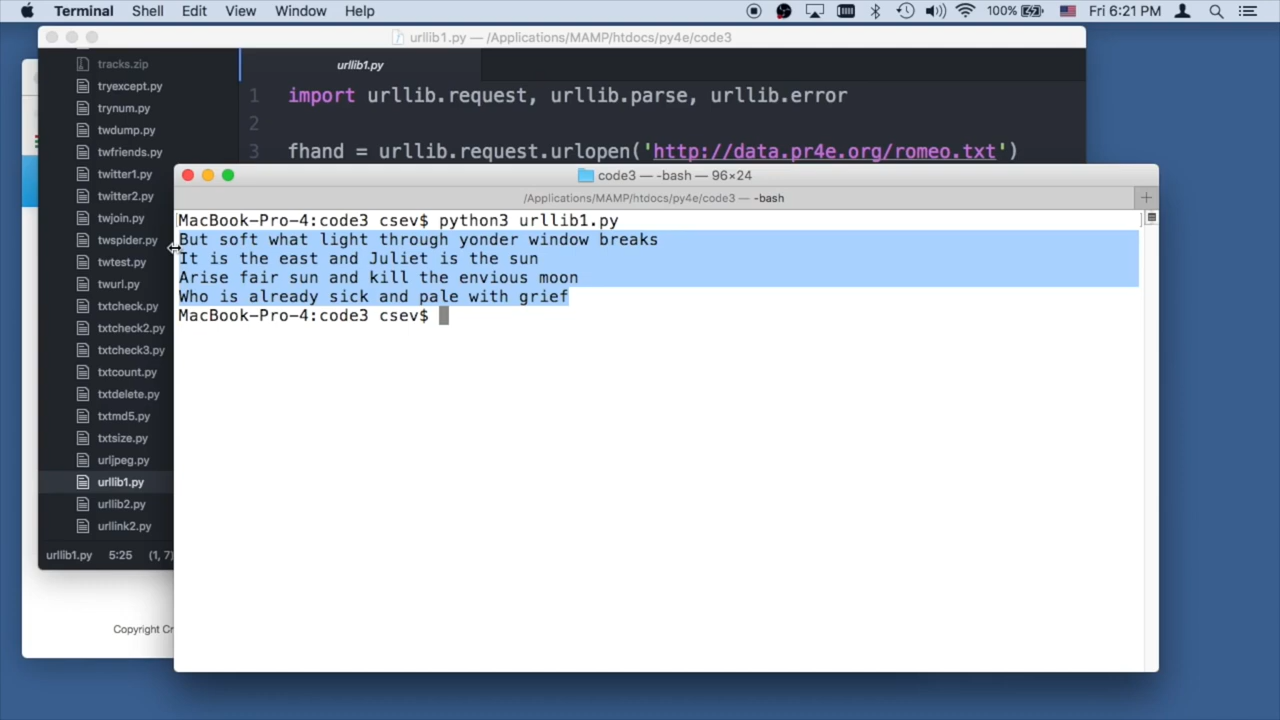 Terminal Shell Edit View Window Help 100% Fri 6:21 PM
urllib1.py — /Applications/MAMP/htdocs/py4e/code3
tracks.zip
tryexcept.py
trynum.py
twdump.py
twfriends.py
twitter1.py
twitter2.py
twjoin.py
twspider.py
twtest.py
twurl.py
txtcheck.py
txtcheck2.py
txtcheck3.py
txtcount.py
txtdelete.py
txtmd5.py
txtsize.py
urljpeg.py
urllib1.py
urllib2.py
urllink2.py
urllib1.py 5:25 (1, 7)
urllib1.py
1 import urllib.request, urllib.parse, urllib.error
2
3 fhand = urllib.request.urlopen('http://data.pr4e.org/romeo.txt')
code3 — -bash — 96×24
/Applications/MAMP/htdocs/py4e/code3 — -bash
MacBook-Pro-4:code3 csev$ python3 urllib1.py
But soft what light through yonder window breaks
It is the east and Juliet is the sun
Arise fair sun and kill the envious moon
Who is already sick and pale with grief
MacBook-Pro-4:code3 csev$
Copyright